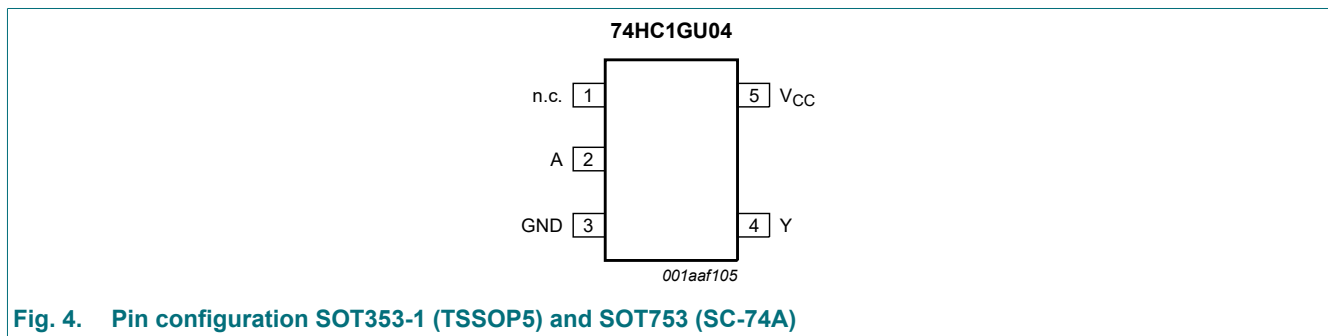 74HC1GU04
n.c. 1
5 VCC
A 2
GND 3
4 Y
001aaf105
Fig. 4. Pin configuration SOT353-1 (TSSOP5) and SOT753 (SC-74A)